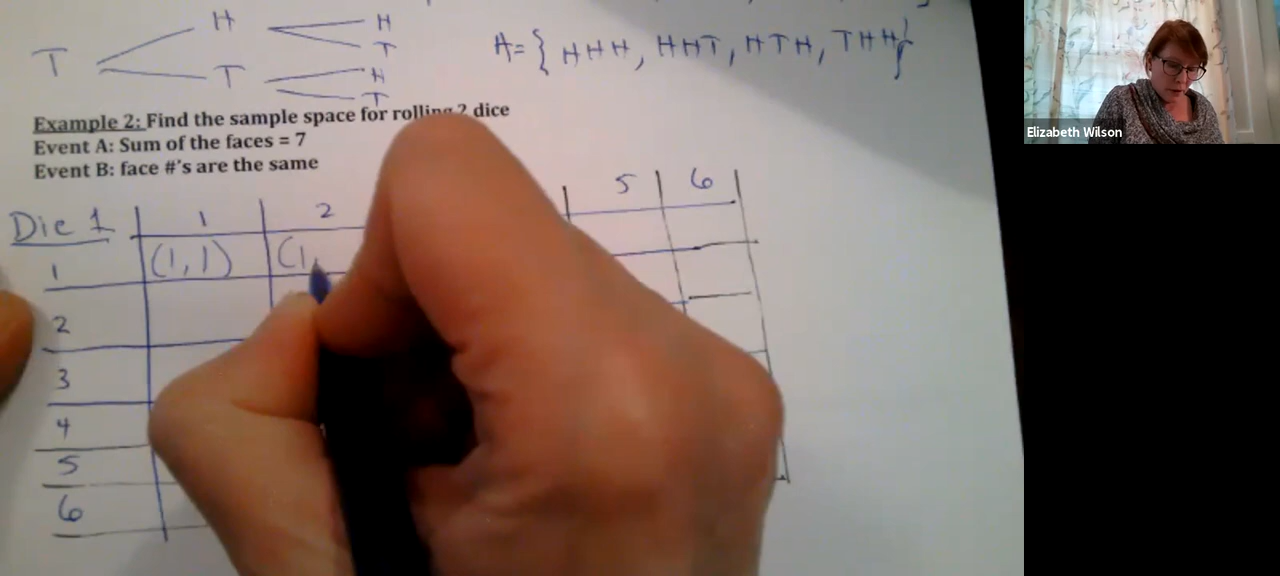 H H
T
T T H
T
A = { HHH, HHT, HTH, THH}
Example 2: Find the sample space for rolling 2 dice
Event A: Sum of the faces = 7
Event B: face #'s are the same
Die 1 1 2 5 6
1 (1,1) (1,
2
3
4
5
6
Elizabeth Wilson